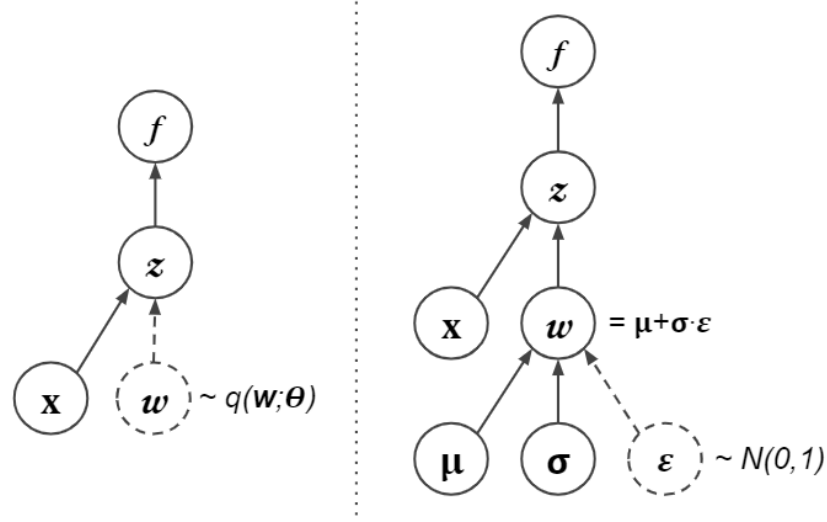 f
z
x
w ~ q(w;θ)
f
z
x
w = μ+σ·ε
μ
σ
ε ~ N(0,1)